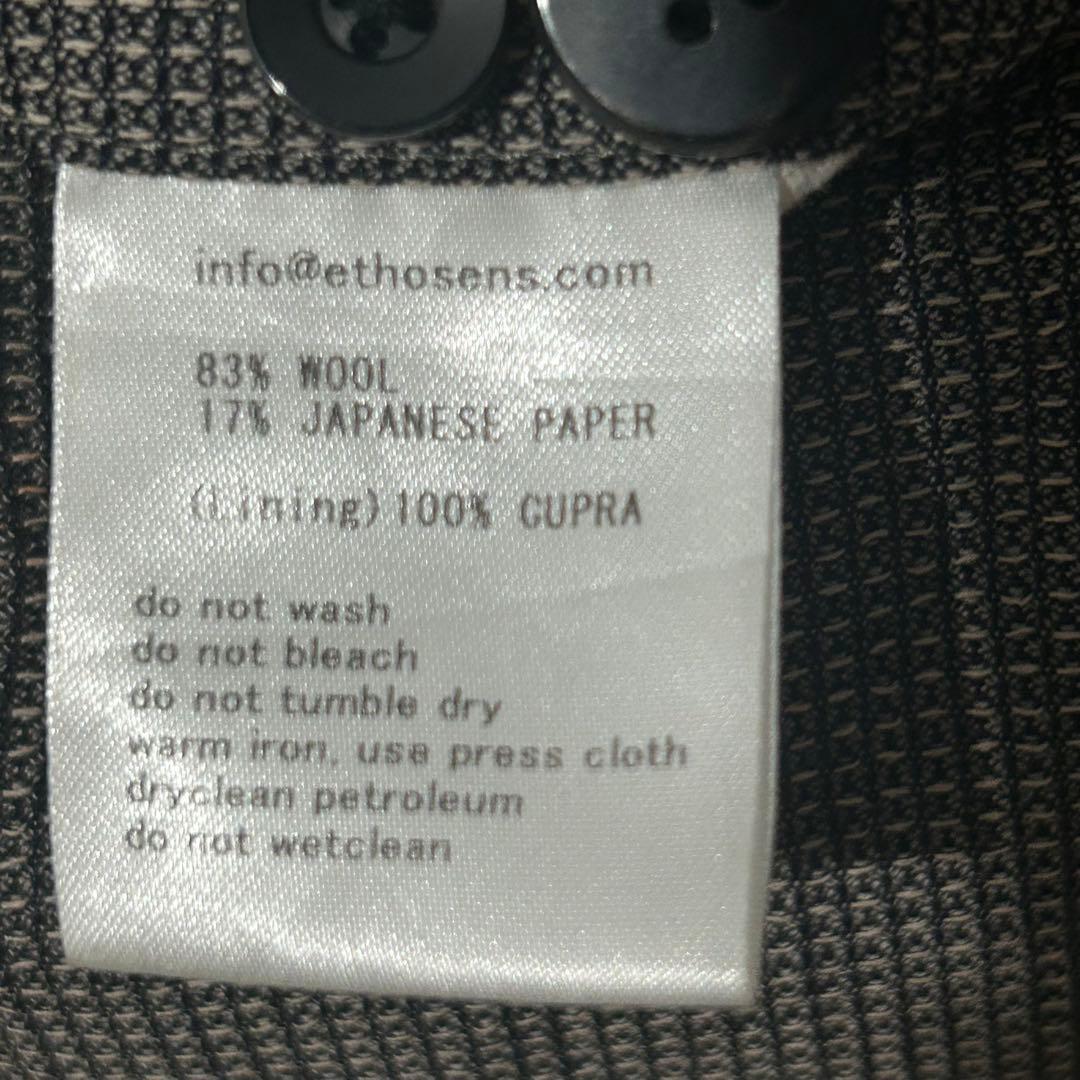 info@ethosens.com
83% WOOL
17% JAPANESE PAPER
(Lining) 100% CUPRA
do not wash
do not bleach
do not tumble dry
warm iron, use press cloth
dryclean petroleum
do not wetclean